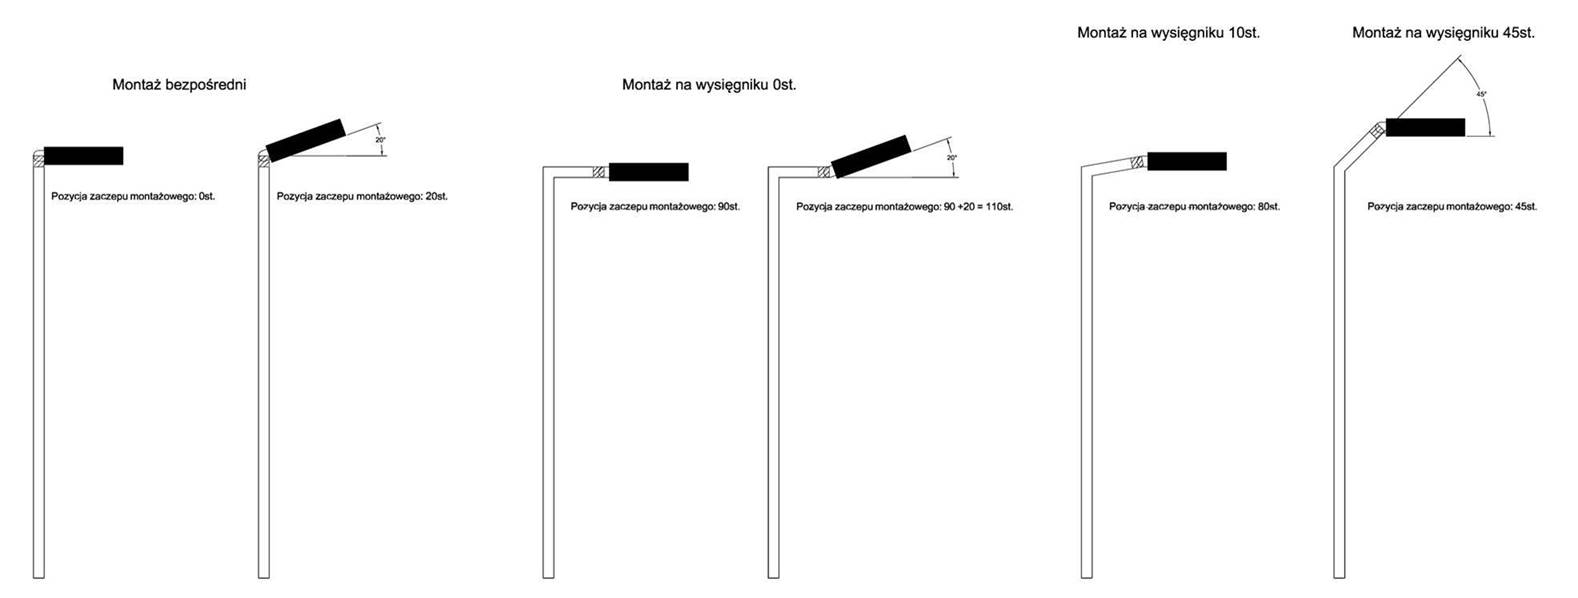 Montaż bezpośredni
20°
Pozycja zaczepu montażowego: 0st.
Pozycja zaczepu montażowego: 20st.
Montaż na wysięgniku 0st.
20°
Pozycja zaczepu montażowego: 90st.
Pozycja zaczepu montażowego: 90 +20 = 110st.
Montaż na wysięgniku 10st.
Pozycja zaczepu montażowego: 80st.
Montaż na wysięgniku 45st.
45°
Pozycja zaczepu montażowego: 45st.